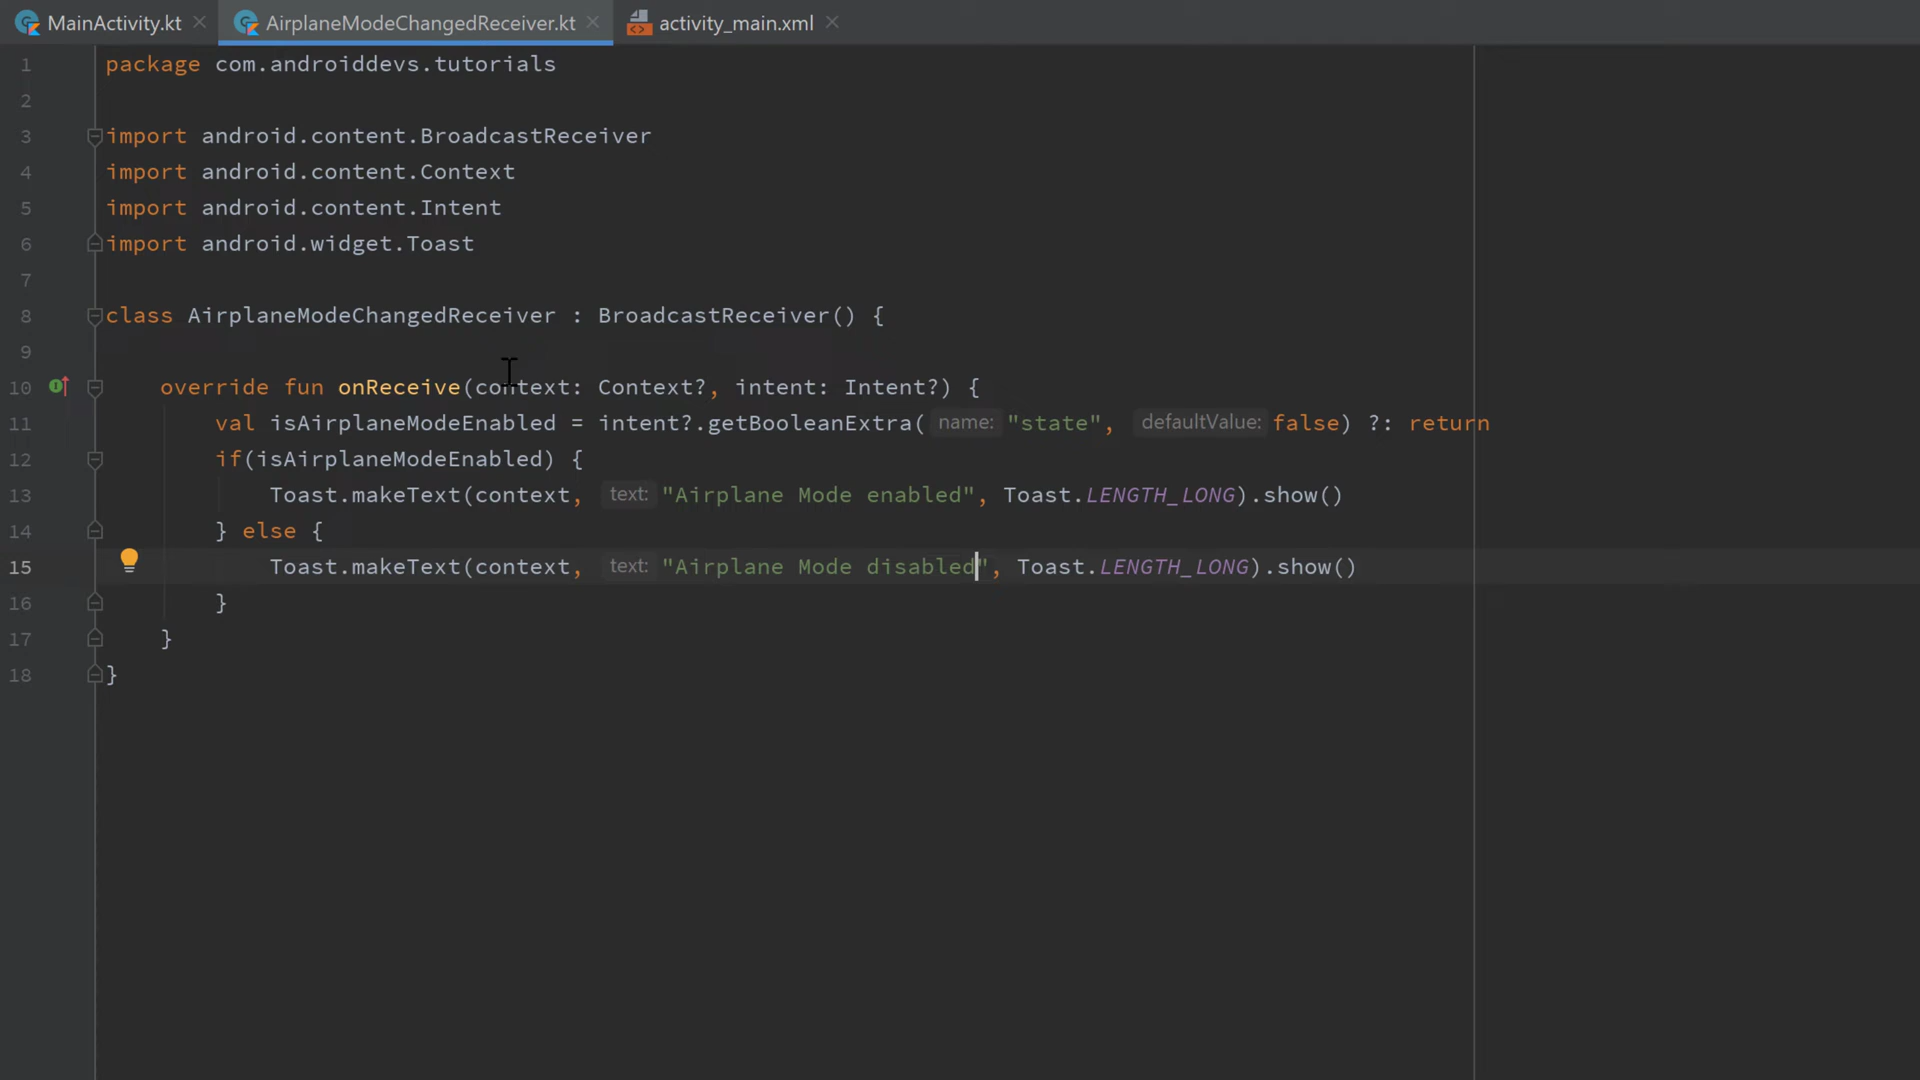 MainActivity.kt AirplaneModeChangedReceiver.kt activity_main.xml
1 package com.androiddevs.tutorials
2
3 import android.content.BroadcastReceiver
4 import android.content.Context
5 import android.content.Intent
6 import android.widget.Toast
7
8 class AirplaneModeChangedReceiver : BroadcastReceiver() {
9
10 override fun onReceive(context: Context?, intent: Intent?) {
11 val isAirplaneModeEnabled = intent?.getBooleanExtra( name: "state", defaultValue: false) ?: return
12 if(isAirplaneModeEnabled) {
13 Toast.makeText(context, text: "Airplane Mode enabled", Toast.LENGTH_LONG).show()
14 } else {
15 Toast.makeText(context, text: "Airplane Mode disabled", Toast.LENGTH_LONG).show()
16 }
17 }
18 }